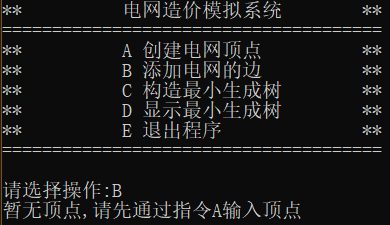 **          电网造价模拟系统          **
========================================
**          A 创建电网顶点            **
**          B 添加电网的边            **
**          C 构造最小生成树          **
**          D 显示最小生成树          **
**          E 退出程序                **
========================================
请选择操作:B
暂无顶点,请先通过指令A输入顶点